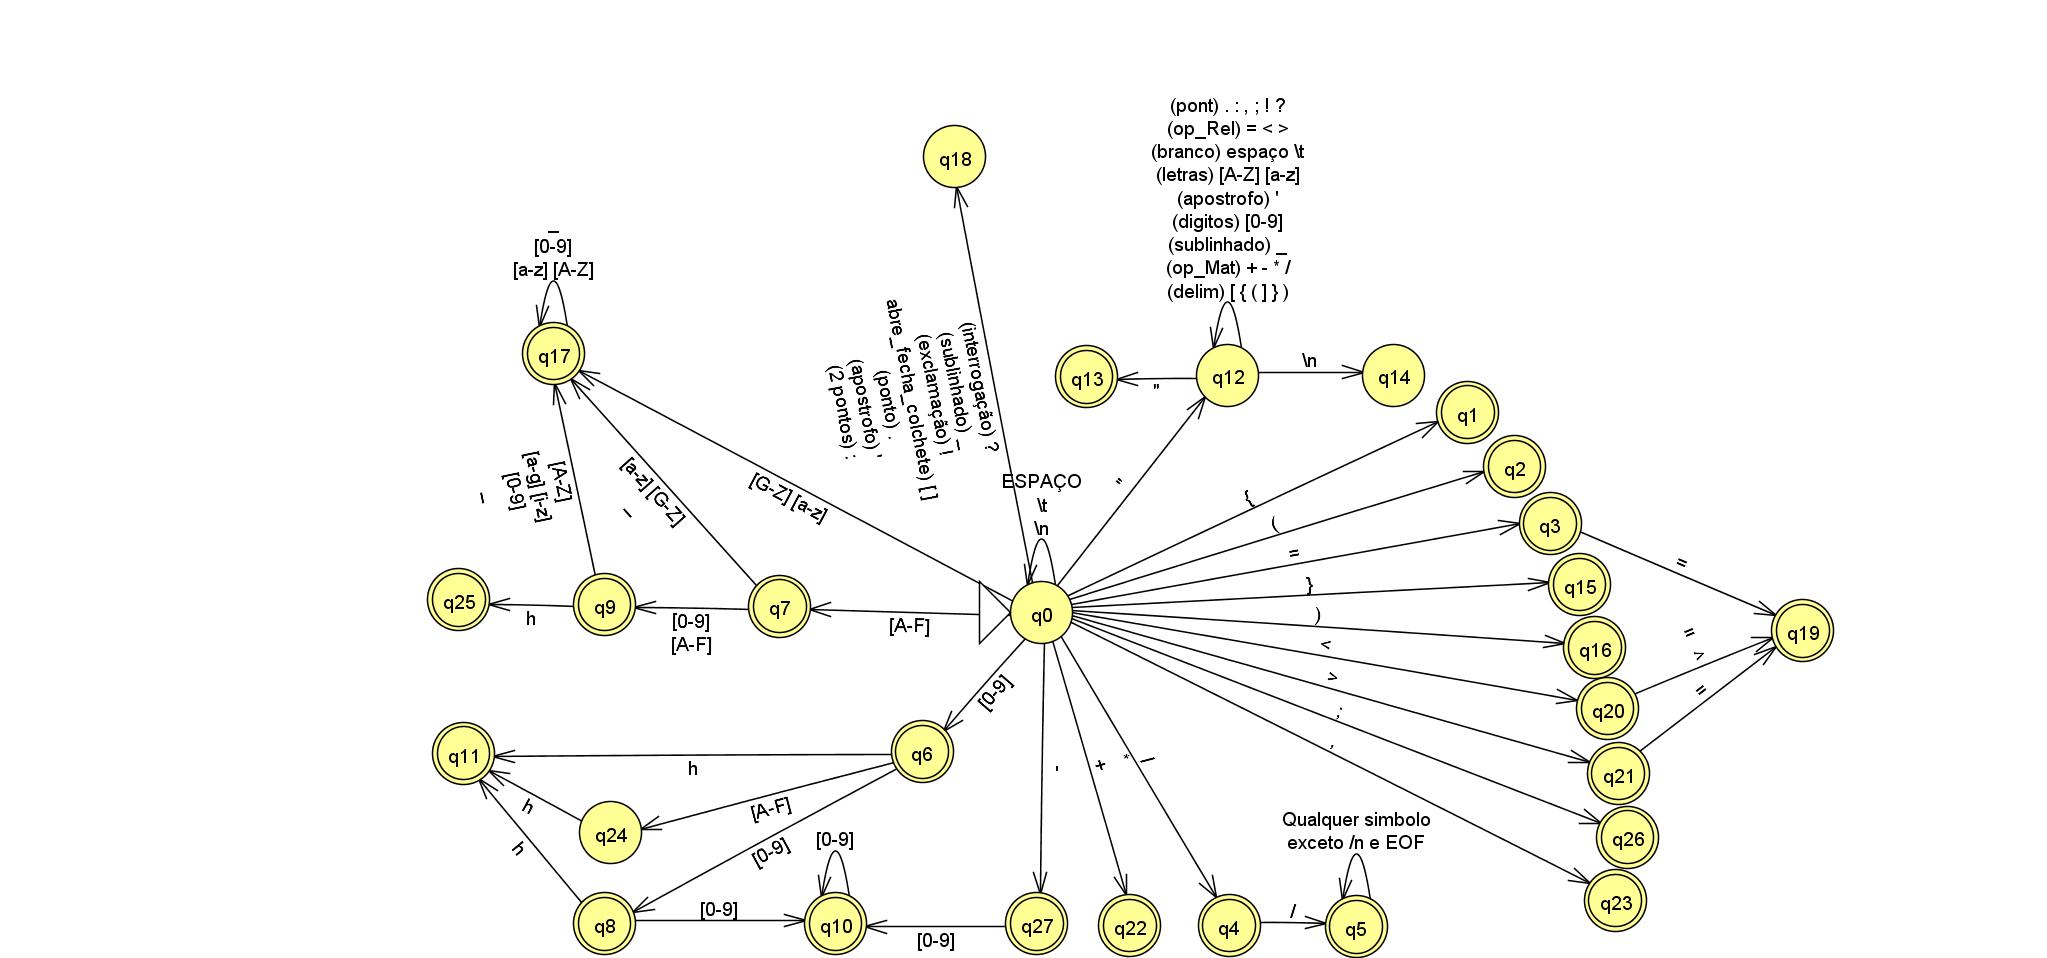 (pont) . : , ; ! ?
(op_Rel) = < >
(branco) espaço \t
(letras) [A-Z] [a-z]
(apostrofo) '
(digitos) [0-9]
(sublinhado) _
(op_Mat) + - * /
(delim) [ { ( ] } )
q18
_
[0-9]
[a-z] [A-Z]
q17
(interrogação) ?
(sublinhado) _
(exclamação) !
abre_fecha_colchete) [ ]
(ponto) .
(apostrofo) '
(2 pontos) :
q13
"
q12
\n
q14
q1
q2
q3
ESPAÇO
\t
\n
"
{
(
=
}
)
<
>
;
,
[G-Z] [a-z]
[a-z] [G-Z]
_
[A-Z]
[a-g] [i-z]
[0-9]
_
=
= >
=
q15
q16
q19
q20
q21
q26
q23
q25
h
q9
[0-9]
[A-F]
q7
[A-F]
q0
[0-9]
q6
q11
h
h
q24
[A-F]
h
[0-9]
'
+
* /
Qualquer simbolo
exceto /n e EOF
[0-9]
q8
[0-9]
q10
[0-9]
q27
q22
q4
/
q5